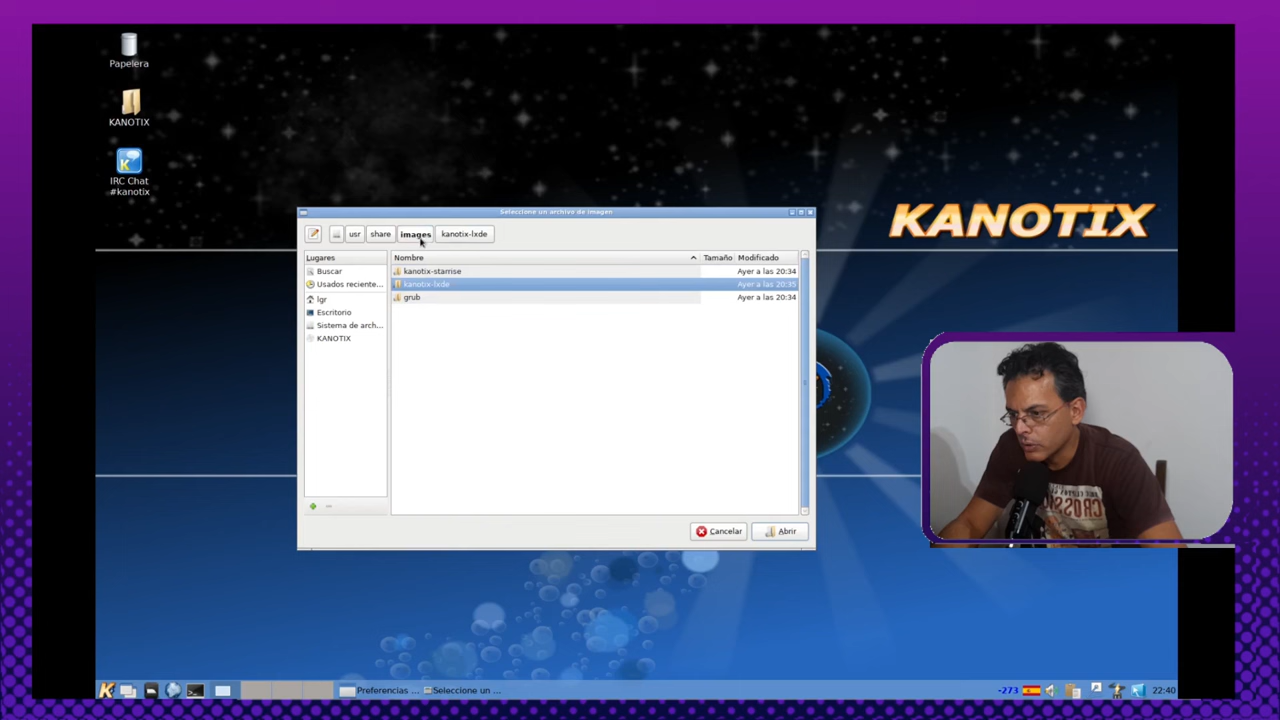 Papelera
KANOTIX
IRC Chat
#kanotix
KANOTIX
Seleccione un archivo de imagen
usr
share
images
kanotix-lxde
Lugares
Buscar
Usados reciente...
lgr
Escritorio
Sistema de arch...
KANOTIX
Nombre
Tamaño
Modificado
kanotix-starrise
Ayer a las 20:34
kanotix-lxde
Ayer a las 20:35
grub
Ayer a las 20:34
Cancelar
Abrir
CROSS
Preferencias ...
Seleccione un ...
-273
22:40